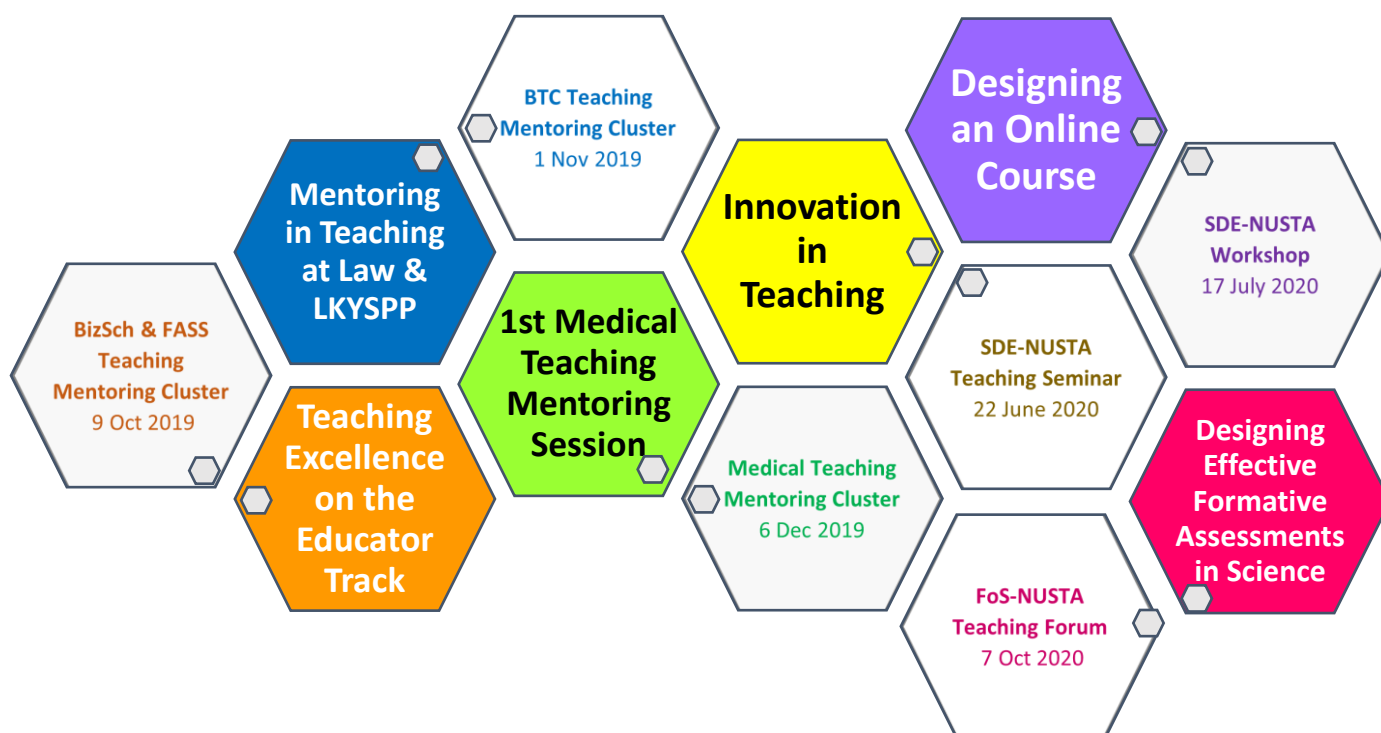 BTC Teaching
Mentoring Cluster
1 Nov 2019
Designing
an Online
Course
Mentoring
in Teaching
at Law &
LKYSPP
Innovation
in
Teaching
SDE-NUSTA
Workshop
17 July 2020
BizSch & FASS
Teaching
Mentoring Cluster
9 Oct 2019
1st Medical
Teaching
Mentoring
Session
SDE-NUSTA
Teaching Seminar
22 June 2020
Teaching
Excellence
on the
Educator
Track
Medical Teaching
Mentoring Cluster
6 Dec 2019
Designing
Effective
Formative
Assessments
in Science
FoS-NUSTA
Teaching Forum
7 Oct 2020